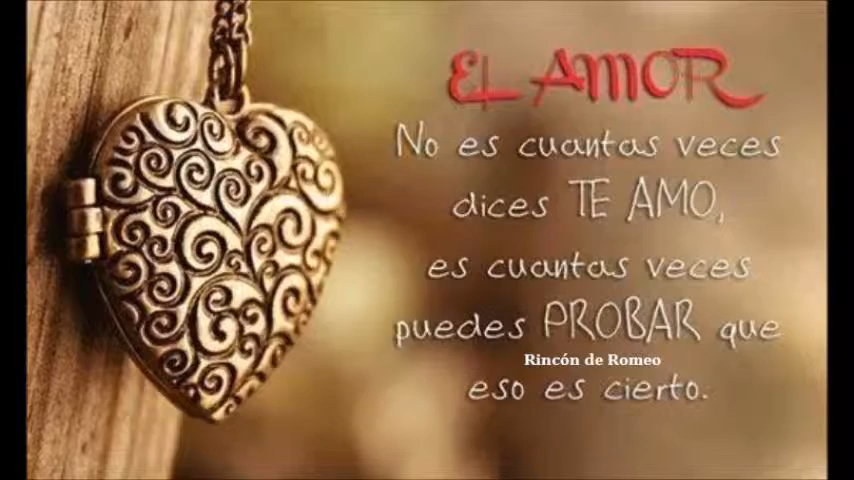 EL AMOR
No es cuantas veces
dices TE AMO,
es cuantas veces
puedes PROBAR que
Rincón de Romeo
eso es cierto.